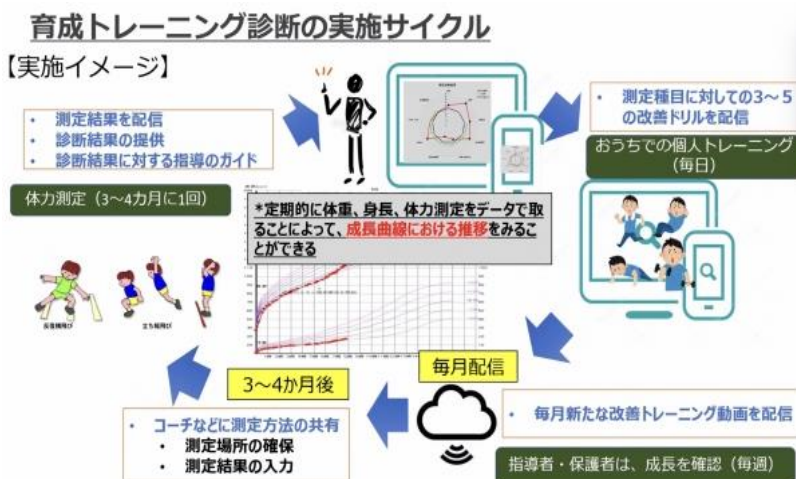 育成トレーニング診断の実施サイクル
【実施イメージ】
・ 測定結果を配信
・ 診断結果の提供
・ 診断結果に対する指導のガイド
体力測定（3～4カ月に1回）
・ 測定種目に対しての3～5
の改善ドリルを配信
おうちでの個人トレーニング
（毎日）
*定期的に体重、身長、体力測定をデータで取
ることによって、成長曲線における推移をみるこ
とができる
反復横飛び
立ち幅飛び
毎月配信
3～4か月後
・ コーチなどに測定方法の共有
・ 測定場所の確保
・ 測定結果の入力
・ 毎月新たな改善トレーニング動画を配信
指導者・保護者は、成長を確認（毎週）